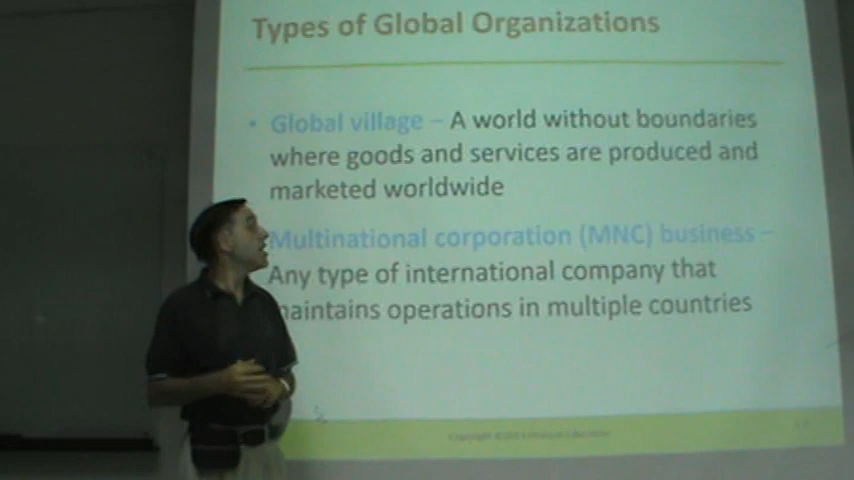 Types of Global Organizations
• Global village – A world without boundaries
where goods and services are produced and
marketed worldwide
Multinational corporation (MNC) business –
Any type of international company that
maintains operations in multiple countries